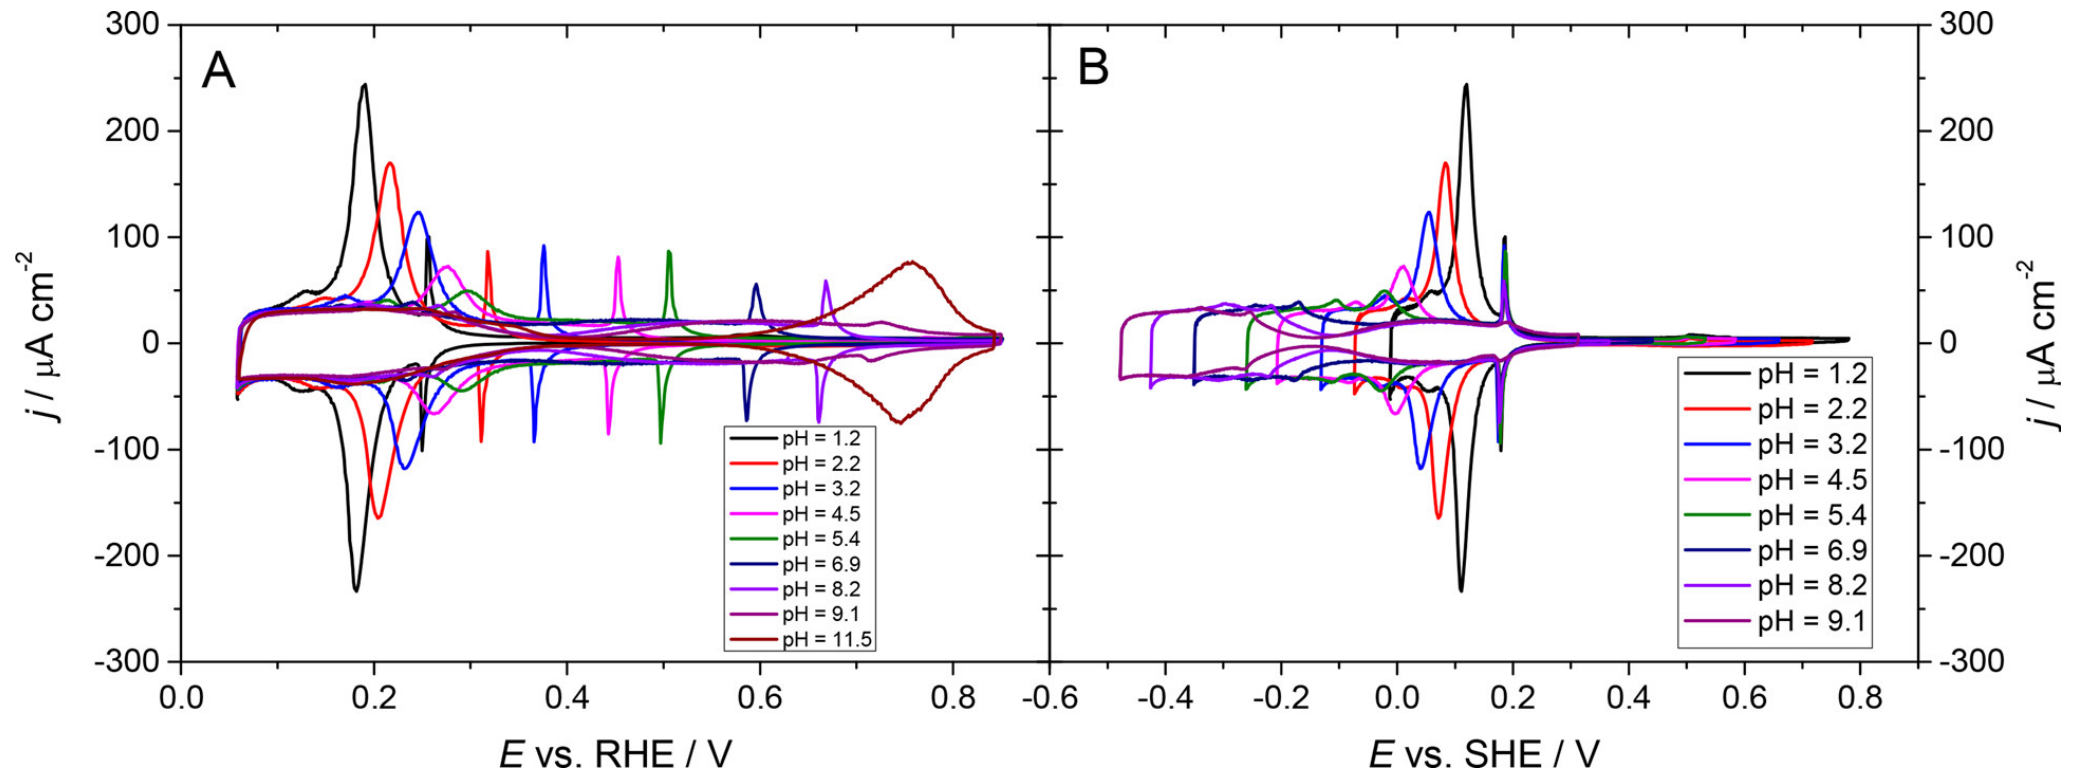 A
B
300
200
100
0
-100
-200
-300
j / μA cm-2
0.0 0.2 0.4 0.6 0.8
E vs. RHE / V
pH = 1.2
pH = 2.2
pH = 3.2
pH = 4.5
pH = 5.4
pH = 6.9
pH = 8.2
pH = 9.1
pH = 11.5
-0.6 -0.4 -0.2 0.0 0.2 0.4 0.6 0.8
E vs. SHE / V
pH = 1.2
pH = 2.2
pH = 3.2
pH = 4.5
pH = 5.4
pH = 6.9
pH = 8.2
pH = 9.1
300
200
100
0
-100
-200
-300
j / μA cm-2